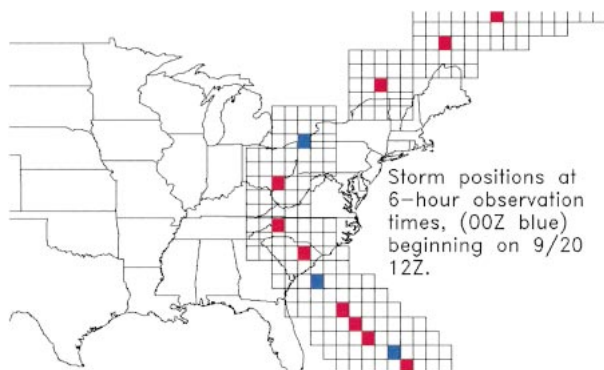 Storm positions at
6-hour observation
times, (00Z blue)
beginning on 9/20
12Z.